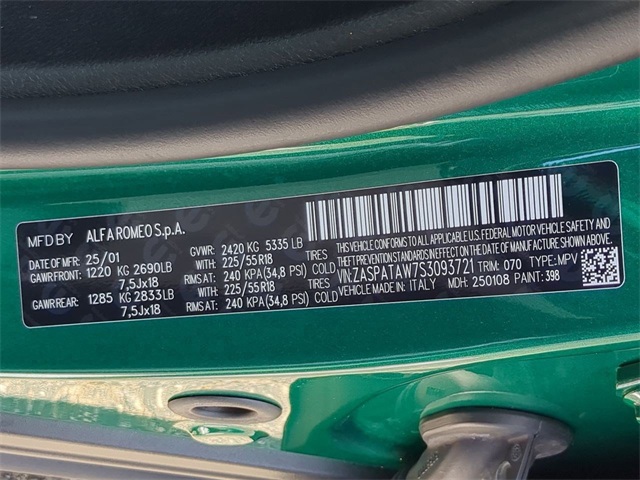 MFD BY ALFA ROMEO S.p.A.
DATE OF MFR: 25/01 GVWR: 2420 KG 5335 LB
GAWR FRONT: 1220 KG 2690LB TIRES 225/55R18
7,5Jx18 RIMS AT: 240 KPA (34,8 PSI) COLD
GAWR REAR: 1285 KG 2833LB TIRES 225/55R18
7,5Jx18 RIMS AT: 240 KPA (34,8 PSI) COLD
THIS VEHICLE CONFORMS TO ALL APPLICABLE U.S. FEDERAL MOTOR VEHICLE SAFETY AND THEFT
PREVENTION STANDARDS IN EFFECT ON THE DATE OF MANUFACTURE SHOWN ABOVE
VIN: ZASPATAW7S3093721 TRIM: 070 TYPE: MPV
VEHICLE MADE IN: ITALY MDH: 250108 PAINT: 398